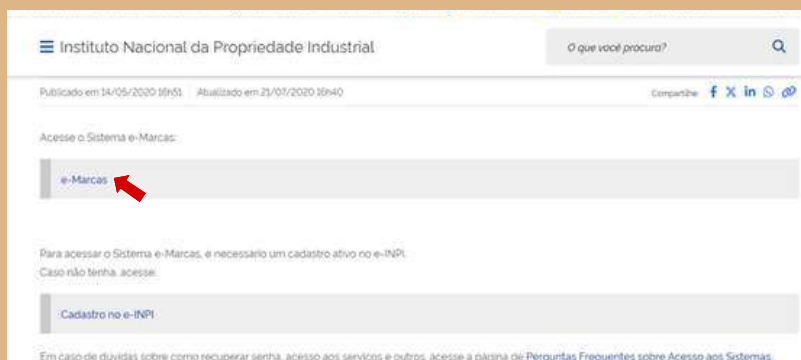 Instituto Nacional da Propriedade Industrial
O que você procura?
Publicado em 14/05/2020 16h51 Atualizado em 21/07/2020 16h40
Compartilhe
Acesse o Sistema e-Marcas:
e-Marcas
Para acessar o Sistema e-Marcas, é necessário um cadastro ativo no e-INPI.
Caso não tenha, acesse:
Cadastro no e-INPI
Em caso de dúvidas sobre como recuperar senha, acesso aos serviços e outros, acesse a página de Perguntas Frequentes sobre Acesso aos Sistemas.